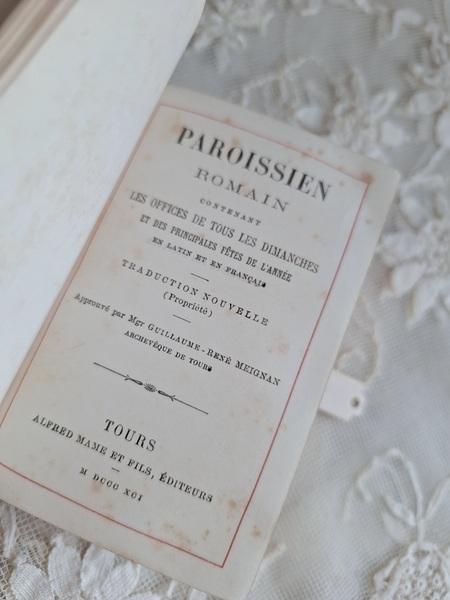 PAROISSIEN
ROMAIN
CONTENANT
LES OFFICES DE TOUS LES DIMANCHES
ET DES PRINCIPALES FÊTES DE L'ANNÉE
EN LATIN ET EN FRANÇAIS
TRADUCTION NOUVELLE
(Propriété)
Approuvé par Mgr GUILLAUME-RENÉ MEIGNAN
ARCHEVÊQUE DE TOURS
TOURS
ALFRED MAME ET FILS, ÉDITEURS
M DCCC XCI